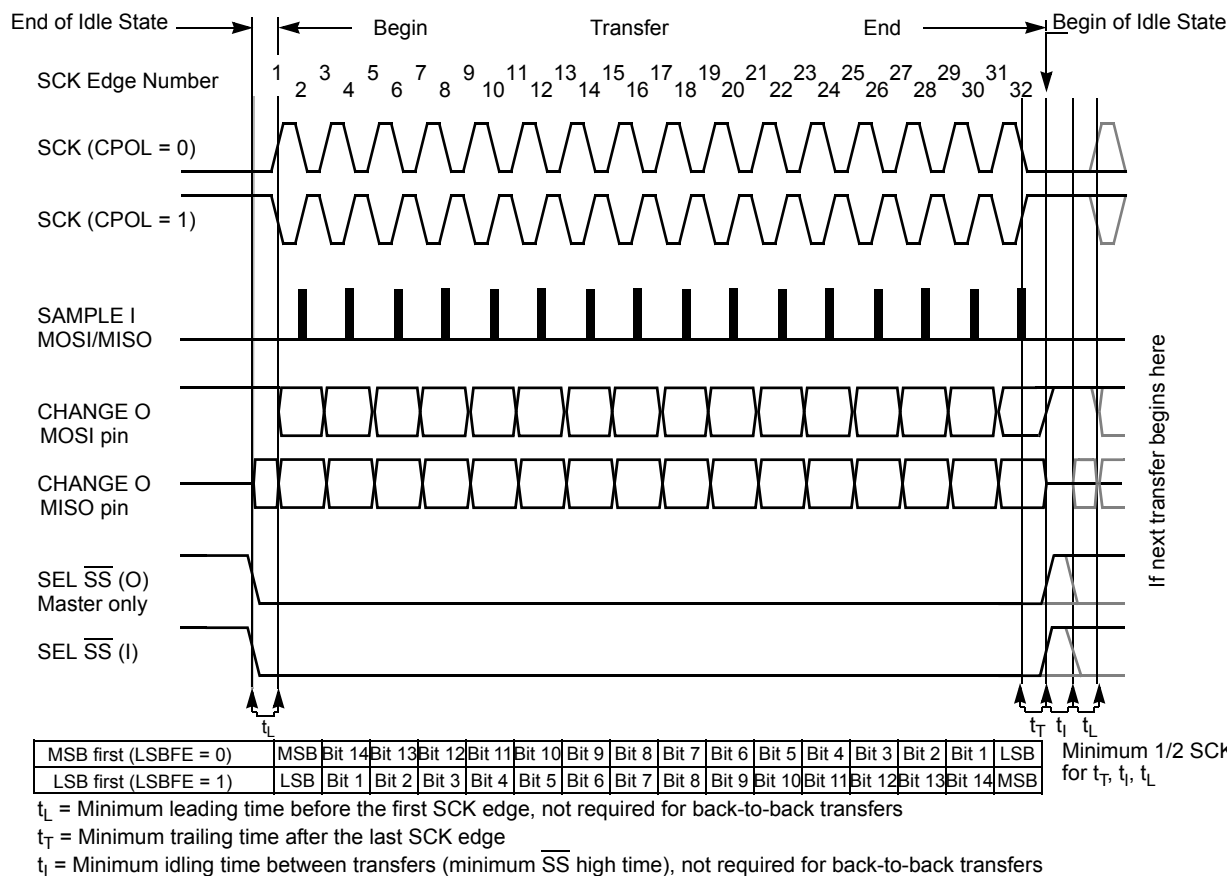 End of Idle State
Begin
Transfer
End
Begin of Idle State
SCK Edge Number
1 3 5 7 9 11 13 15 17 19 21 23 25 27 29 31
2 4 6 8 10 12 14 16 18 20 22 24 26 28 30 32
SCK (CPOL = 0)
SCK (CPOL = 1)
SAMPLE I
MOSI/MISO
CHANGE O
MOSI pin
CHANGE O
MISO pin
SEL SS (O)
Master only
SEL SS (I)
If next transfer begins here
tL
tT tI tL
MSB first (LSBFE = 0) MSB Bit 14 Bit 13 Bit 12 Bit 11 Bit 10 Bit 9 Bit 8 Bit 7 Bit 6 Bit 5 Bit 4 Bit 3 Bit 2 Bit 1 LSB
LSB first (LSBFE = 1) LSB Bit 1 Bit 2 Bit 3 Bit 4 Bit 5 Bit 6 Bit 7 Bit 8 Bit 9 Bit 10 Bit 11 Bit 12 Bit 13 Bit 14 MSB
Minimum 1/2 SCK
for tT, tI, tL
tL = Minimum leading time before the first SCK edge, not required for back-to-back transfers
tT = Minimum trailing time after the last SCK edge
tI = Minimum idling time between transfers (minimum SS high time), not required for back-to-back transfers